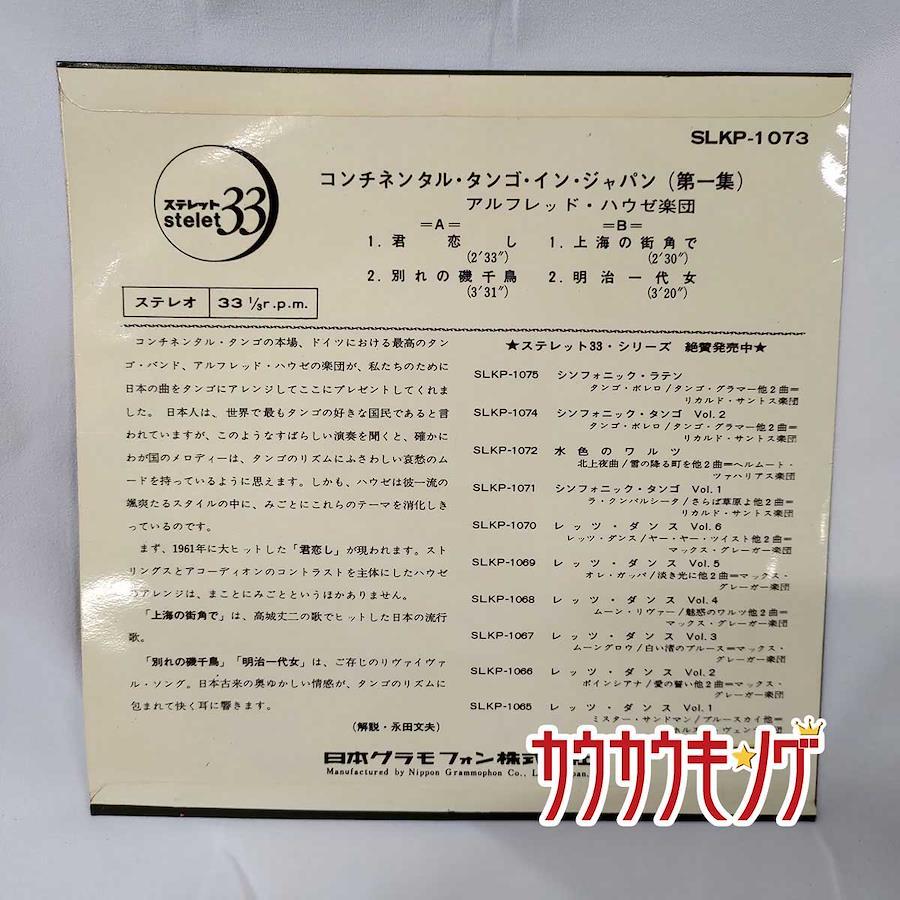 SLKP-1073
ステレット
stelet 33
コンチネンタル・タンゴ・イン・ジャパン (第一集)
アルフレッド・ハウゼ楽団
=A=
1. 君恋し
(2′33″)
2. 別れの磯千鳥
(3′31″)
=B=
1. 上海の街角で
(2′30″)
2. 明治一代女
(3′20″)
ステレオ 33 ⅓r.p.m.
コンチネンタル・タンゴの本場、ドイツにおける最高のタン
ゴ・バンド、アルフレッド・ハウゼの楽団が、私たちのために
日本の曲をタンゴにアレンジしてここにプレゼントしてくれま
した。 日本人は、世界で最もタンゴの好きな国民であると言
われていますが、このようなすばらしい演奏を聞くと、確かに
わが国のメロディーは、タンゴのリズムにふさわしい哀愁のム
ードを持っているように思えます。しかも、ハウゼは彼一流の
颯爽たるスタイルの中に、みごとにこれらのテーマを消化しき
っているのです。
まず、1961年に大ヒットした「君恋し」が現われます。スト
リングスとアコーディオンのコントラストを主体にしたハウゼ
のアレンジは、まことにみごとというほかありません。
「上海の街角で」は、高城丈二の歌でヒットした日本の流行
歌。
「別れの磯千鳥」「明治一代女」は、ご存じのリヴァイヴァ
ル・ソング。日本古来の奥ゆかしい情感が、タンゴのリズムに
包まれて快く耳に響きます。
(解説・永田文夫)
★ステレット33・シリーズ 絶賛発売中★
SLKP-1075 シンフォニック・ラテン
タンゴ・ボレロ/タンゴ・グラマー他2曲=
リカルド・サントス楽団
SLKP-1074 シンフォニック・タンゴ Vol.2
タンゴ・ボレロ/タンゴ・グラマー他2曲=
リカルド・サントス楽団
SLKP-1072 水色のワルツ
北上夜曲/雪の降る町を他2曲=ヘルムート・
ツァハリアス楽団
SLKP-1071 シンフォニック・タンゴ Vol.1
ラ・クンパルシータ/さらば草原よ他2曲=
リカルド・サントス楽団
SLKP-1070 レッツ・ダンス Vol.6
レッツ・ダンス/ヤー・ヤー・ツイスト他2曲=
マックス・グレーガー楽団
SLKP-1069 レッツ・ダンス Vol.5
オレ・ガッパ/淡き光に他2曲=マックス・
グレーガー楽団
SLKP-1068 レッツ・ダンス Vol.4
ムーン・リヴァー/魅惑のワルツ他2曲=
マックス・グレーガー楽団
SLKP-1067 レッツ・ダンス Vol.3
ムーングロウ/白い渚のブルース=マックス・
グレーガー楽団
SLKP-1066 レッツ・ダンス Vol.2
ポインシアナ/愛の誓い他2曲=マックス・
グレーガー楽団
SLKP-1065 レッツ・ダンス Vol.1
ミスター・サンドマン/ブルースカイ他=
日本グラモフォン株式
Manufactured by Nippon Grammophon Co.,
カウカウキング